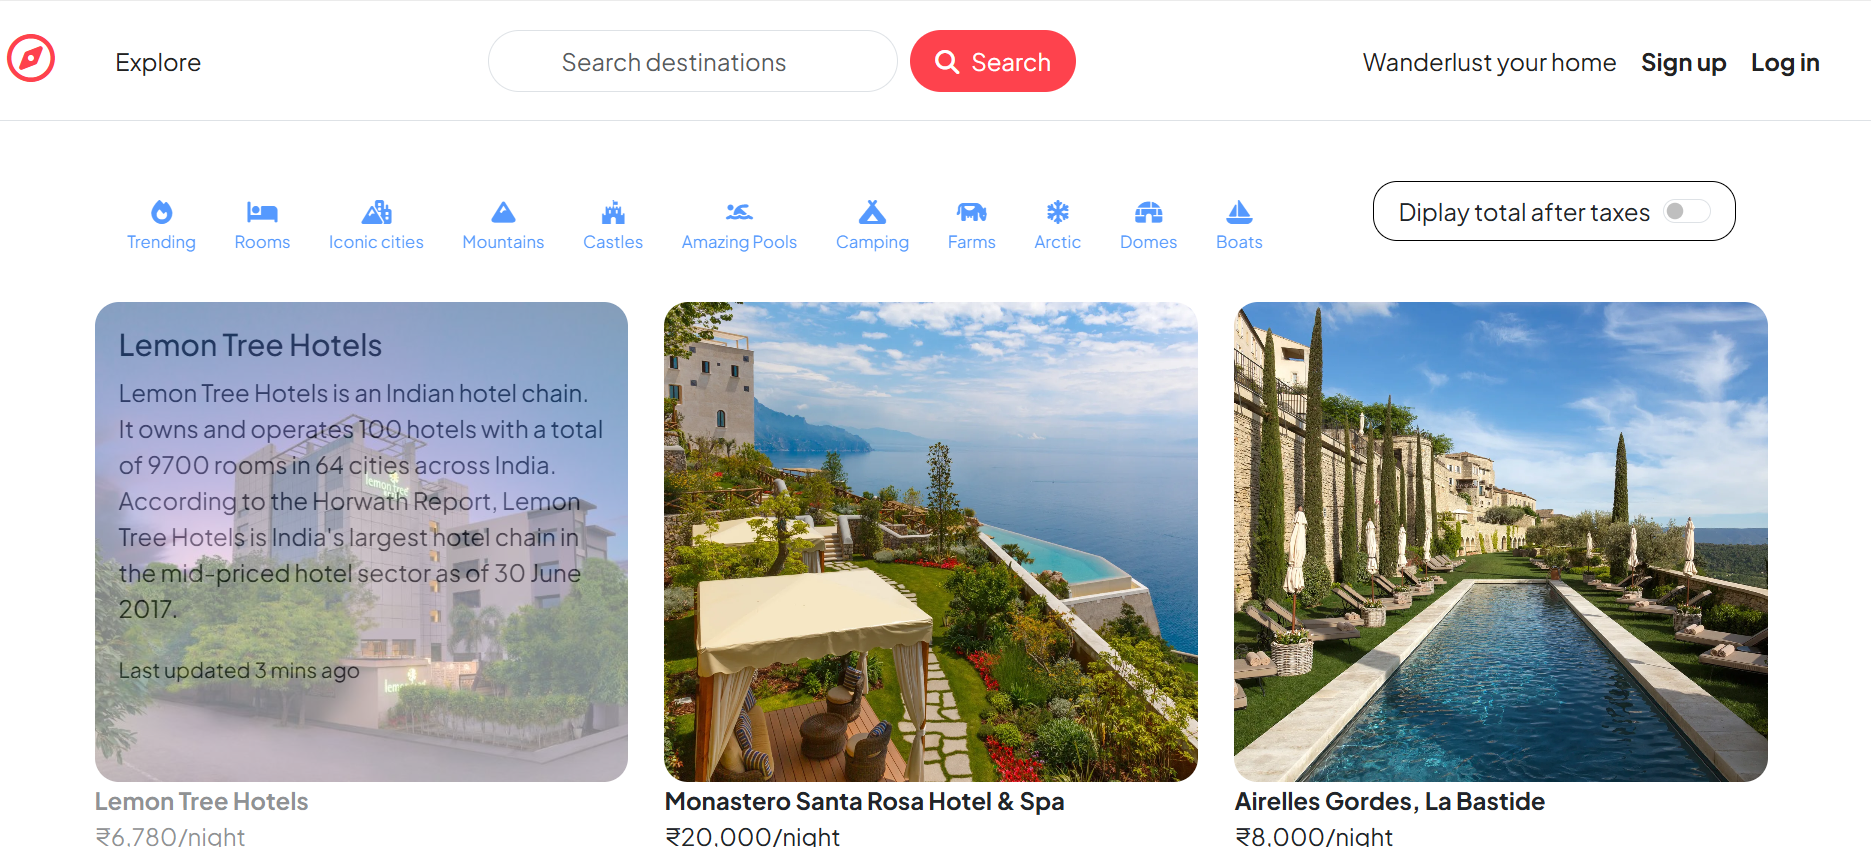 Explore
Search destinations
Search
Wanderlust your home
Sign up
Log in
Trending
Rooms
Iconic cities
Mountains
Castles
Amazing Pools
Camping
Farms
Arctic
Domes
Boats
Diplay total after taxes
Lemon Tree Hotels
Lemon Tree Hotels is an Indian hotel chain.
It owns and operates 100 hotels with a total
of 9700 rooms in 64 cities across India.
According to the Horwath Report, Lemon
Tree Hotels is India's largest hotel chain in
the mid-priced hotel sector as of 30 June
2017.
Last updated 3 mins ago
lemon tree
Lemon Tree Hotels
₹6,780/night
Monastero Santa Rosa Hotel & Spa
₹20,000/night
Airelles Gordes, La Bastide
₹8,000/night